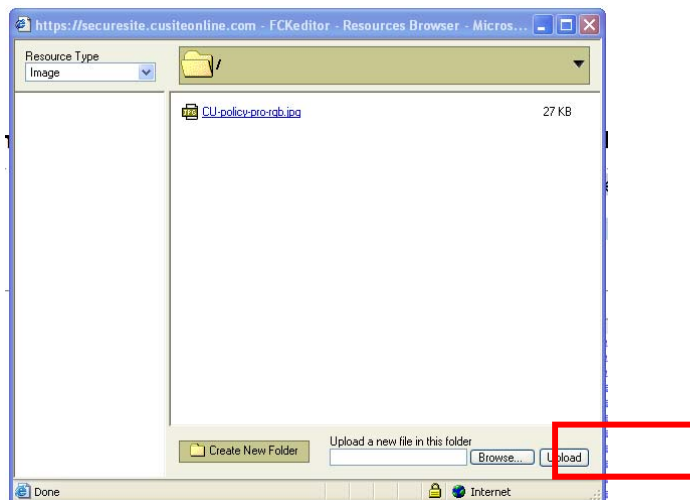 https://securesite.cusiteonline.com - FCKeditor - Resources Browser - Micros...
Resource Type
Image
/
CU-policy-pro-rgb.jpg 27 KB
Create New Folder
Upload a new file in this folder
Browse... Upload
Done Internet